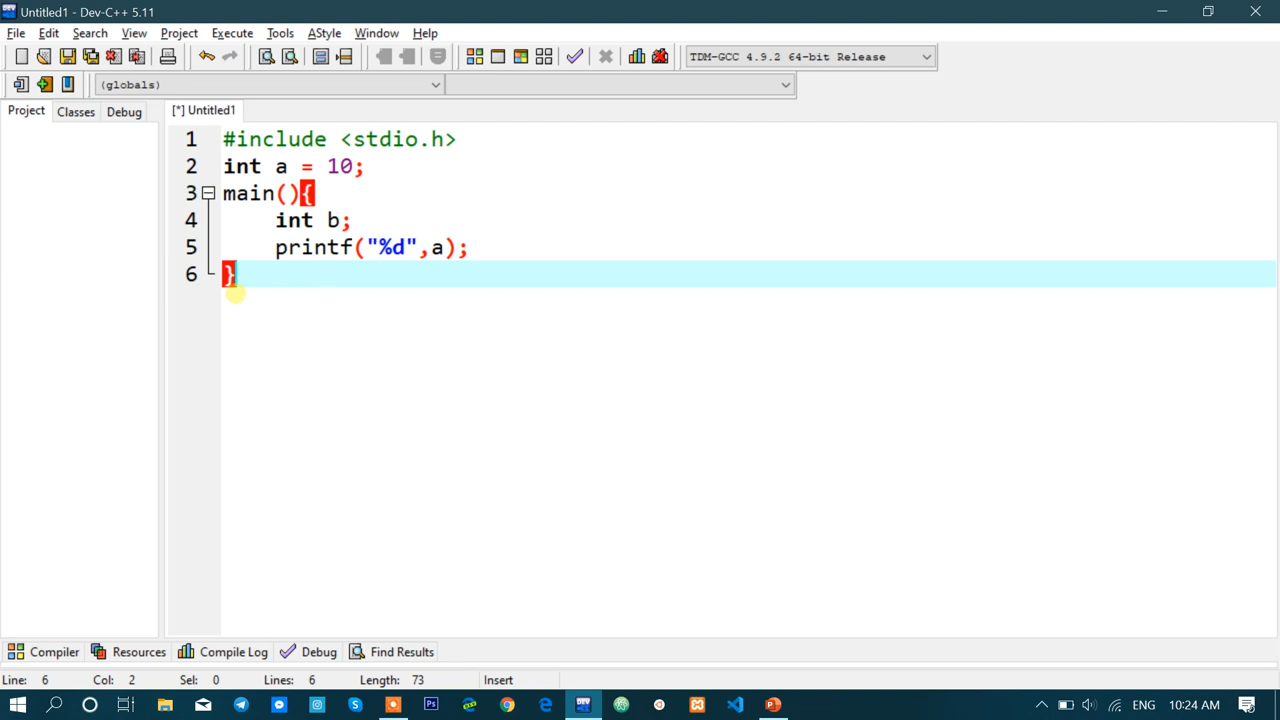 Untitled1 - Dev-C++ 5.11
File Edit Search View Project Execute Tools AStyle Window Help
TDM-GCC 4.9.2 64-bit Release
(globals)
Project Classes Debug
[*] Untitled1
1 #include <stdio.h>
2 int a = 10;
3 main(){
4 int b;
5 printf("%d",a);
6 }
Compiler Resources Compile Log Debug Find Results
Line: 6 Col: 2 Sel: 0 Lines: 6 Length: 73 Insert
ENG 10:24 AM